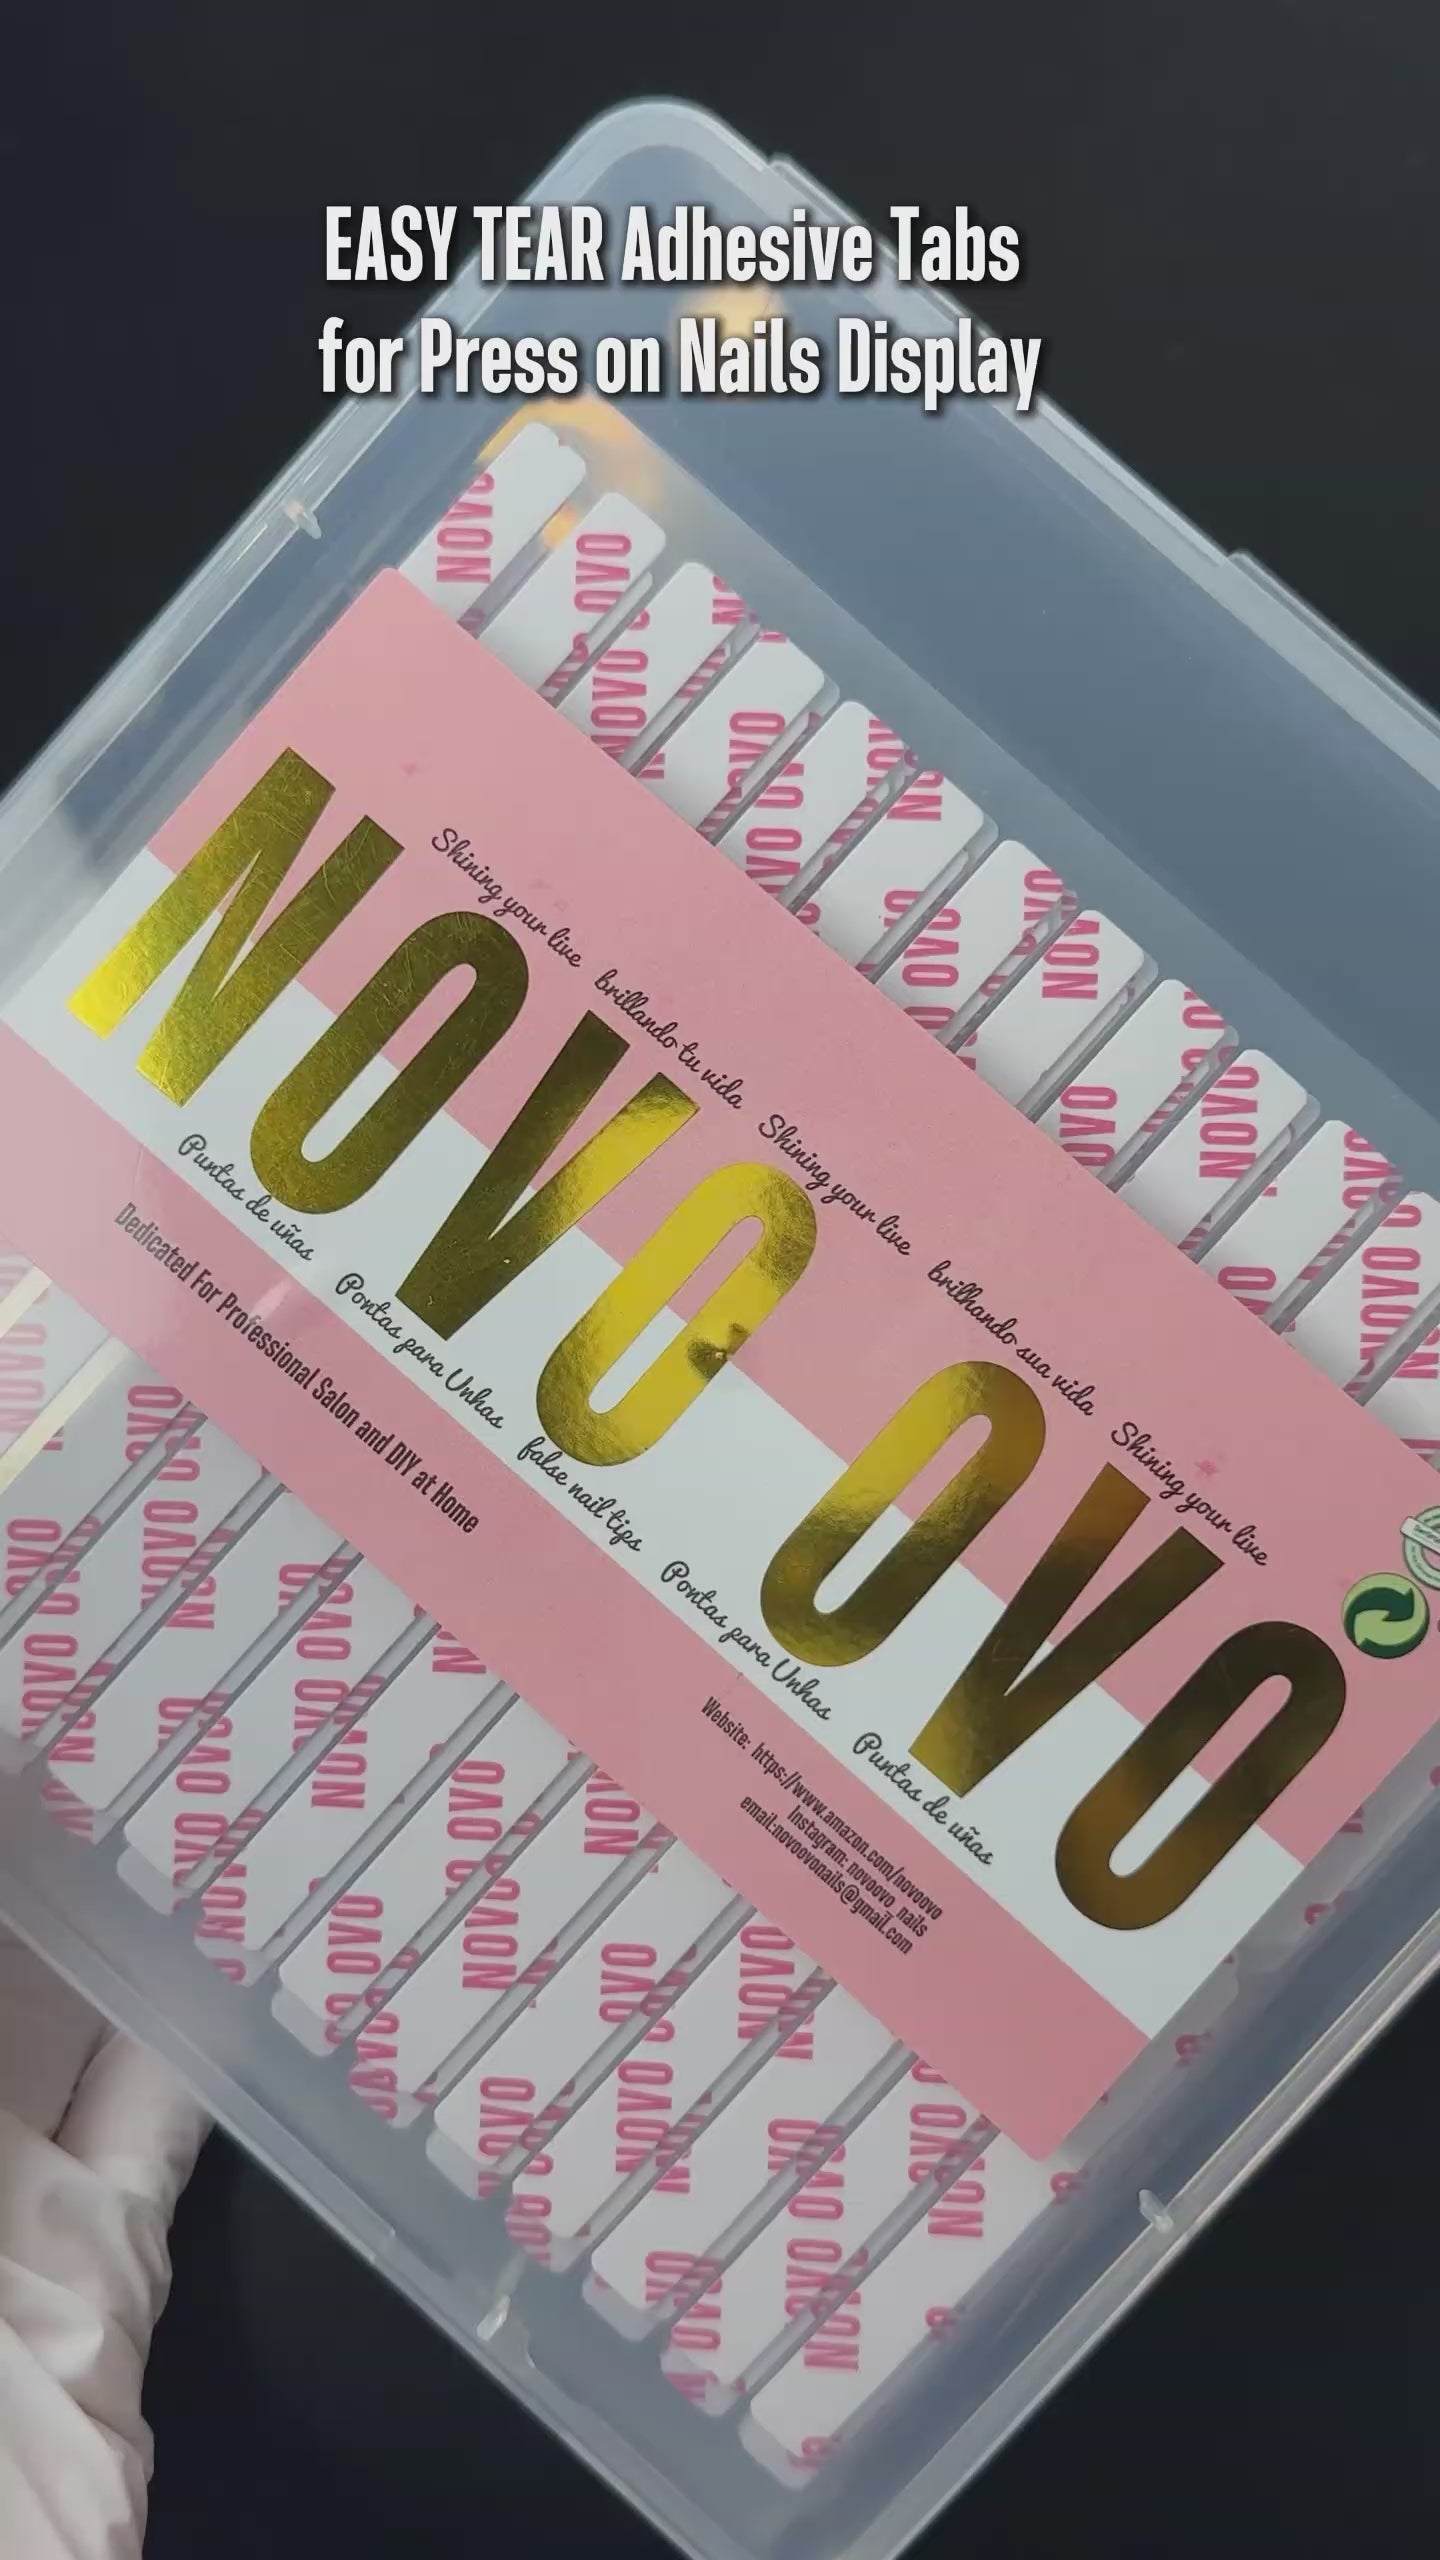 EASY TEAR Adhesive Tabs
for Press on Nails Display
Shining your live brillando tu vida Shining your live brilhando sua vida Shining your live
NOVO OVO
Puntas de uñas Pontas para Unhas false nail tips Pontas para Unhas Puntas de uñas
Dedicated For Professional Salon and DIY at Home
Website: https://www.amazon.com/novoovo
Instagram: novoovo_nails
email:novoovonails@gmail.com